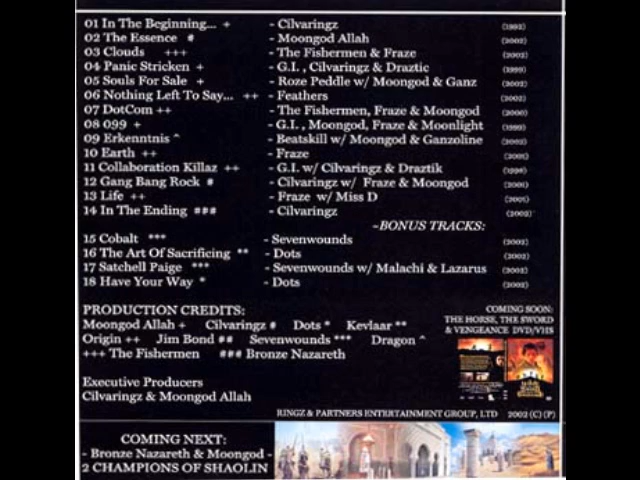 01 In The Beginning... + - Cilvaringz (1992)
02 The Essence # - Moongod Allah (2002)
03 Clouds +++ - The Fishermen & Fraze (2002)
04 Panic Stricken + - G.I. , Cilvaringz & Draztic (1999)
05 Souls For Sale + - Roze Peddle w/ Moongod & Ganz (2002)
06 Nothing Left To Say... ++ - Feathers (2002)
07 DotCom ++ - The Fishermen, Fraze & Moongod (2000)
08 099 + - G.I. , Moongod, Fraze & Moonlight (1999)
09 Erkenntnis ^ - Beatskill w/ Moongod & Ganzoline (2002)
10 Earth ++ - Fraze (2001)
11 Collaboration Killaz ++ - G.I. w/ Cilvaringz & Draztik (1998)
12 Gang Bang Rock # - Cilvaringz w/ Fraze & Moongod (2001)
13 Life ++ - Fraze w/ Miss D (2001)
14 In The Ending ### - Cilvaringz (2002)
-BONUS TRACKS:
15 Cobalt *** - Sevenwounds (2002)
16 The Art Of Sacrificing ** - Dots (2002)
17 Satchell Paige *** - Sevenwounds w/ Malachi & Lazarus (2002)
18 Have Your Way * - Dots (2002)
PRODUCTION CREDITS:
Moongod Allah + Cilvaringz # Dots * Kevlaar **
Origin ++ Jim Bond ## Sevenwounds *** Dragon ^
+++ The Fishermen ### Bronze Nazareth
COMING SOON:
THE HORSE, THE SWORD
& VENGEANCE DVD/VHS
Executive Producers
Cilvaringz & Moongod Allah
RINGZ & PARTNERS ENTERTAINMENT GROUP, LTD 2002 (C) (P)
COMING NEXT:
- Bronze Nazareth & Moongod -
2 CHAMPIONS OF SHAOLIN